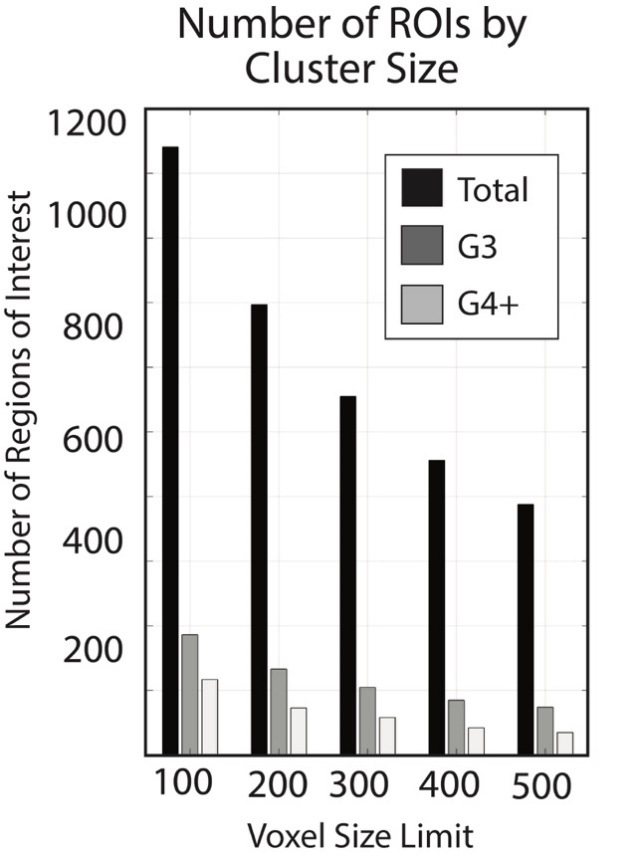 Number of ROIs by
Cluster Size
Number of Regions of Interest
1200
1000
800
600
400
200
Total
G3
G4+
100 200 300 400 500
Voxel Size Limit